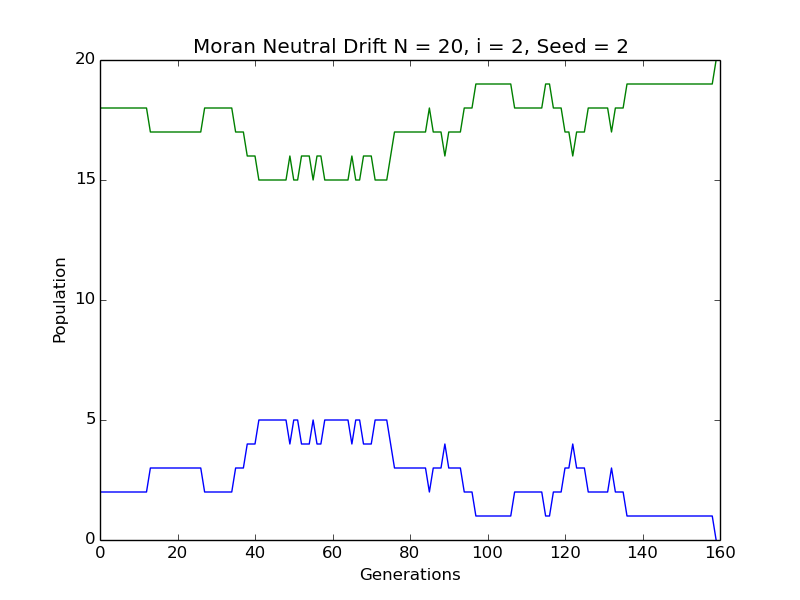 Moran Neutral Drift N = 20, i = 2, Seed = 2
20
15
10
5
0
Population
0 20 40 60 80 100 120 140 160
Generations